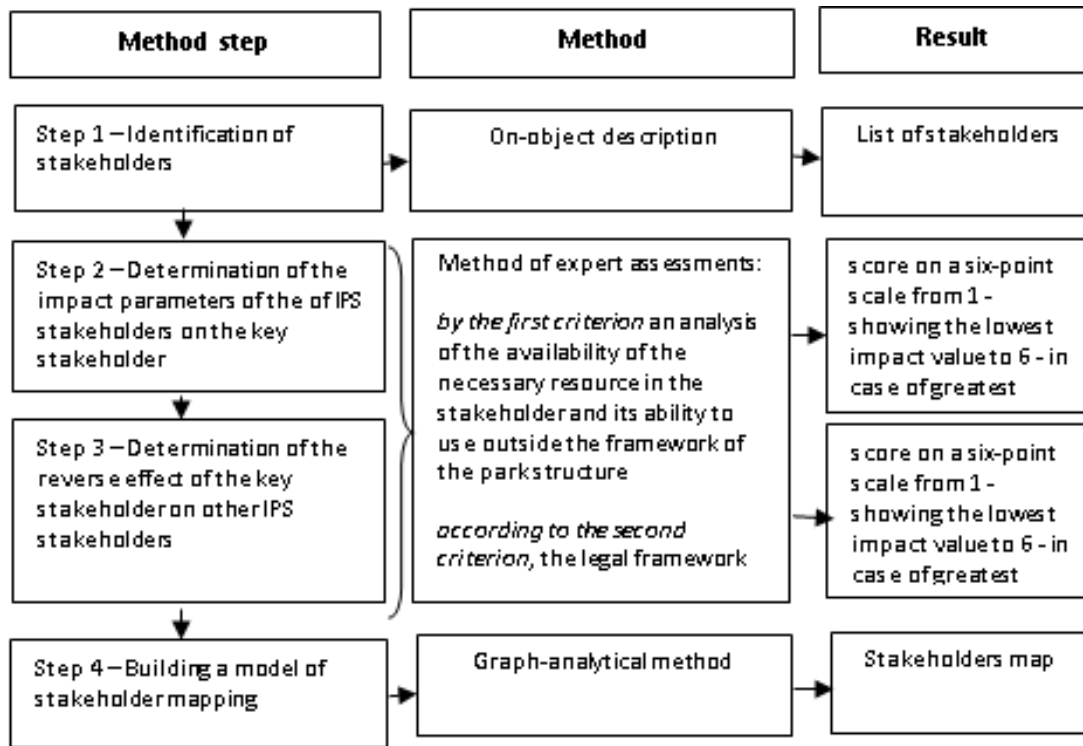 Method step
Method
Result
Step 1 – Identification of
stakeholders
On-object description
List of stakeholders
Step 2 – Determination of the
impact parameters of the of IPS
stakeholders on the key
stakeholder
Step 3 – Determination of the
reverse effect of the key
stakeholder on other IPS
stakeholders
Method of expert assessments:
by the first criterion an analysis
of the availability of the
necessary resource in the
stakeholder and its ability to
use outside the framework of
the park structure
according to the second
criterion, the legal framework
score on a six-point
scale from 1 -
showing the lowest
impact value to 6 - in
case of greatest
score on a six-point
scale from 1 -
showing the lowest
impact value to 6 - in
case of greatest
Step 4 – Building a model of
stakeholder mapping
Graph-analytical method
Stakeholders map